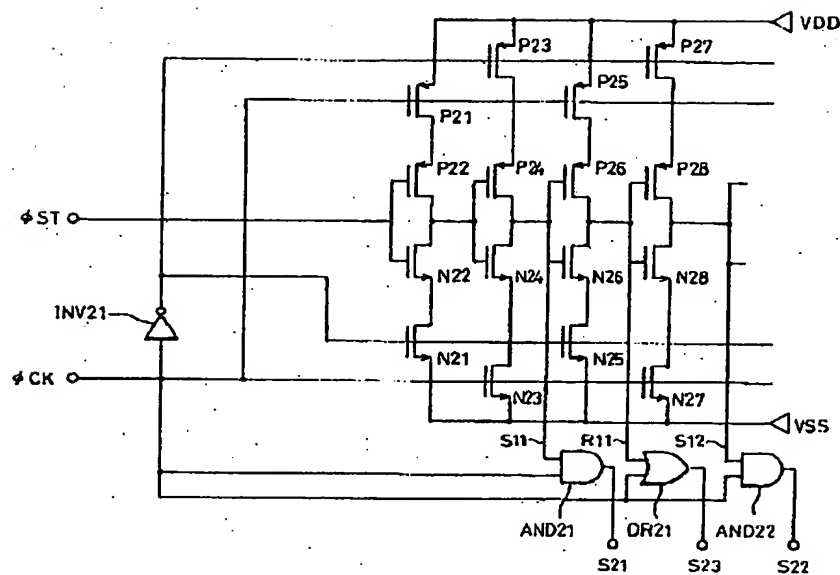 VDD
P23
P27
P25
P21
P22
P24
P26
P28
φST
N22
N24
N26
N28
INV21
N21
N25
φCK
N23
N27
VSS
S11
R11
S12
AND21
OR21
AND22
S21
S23
S22